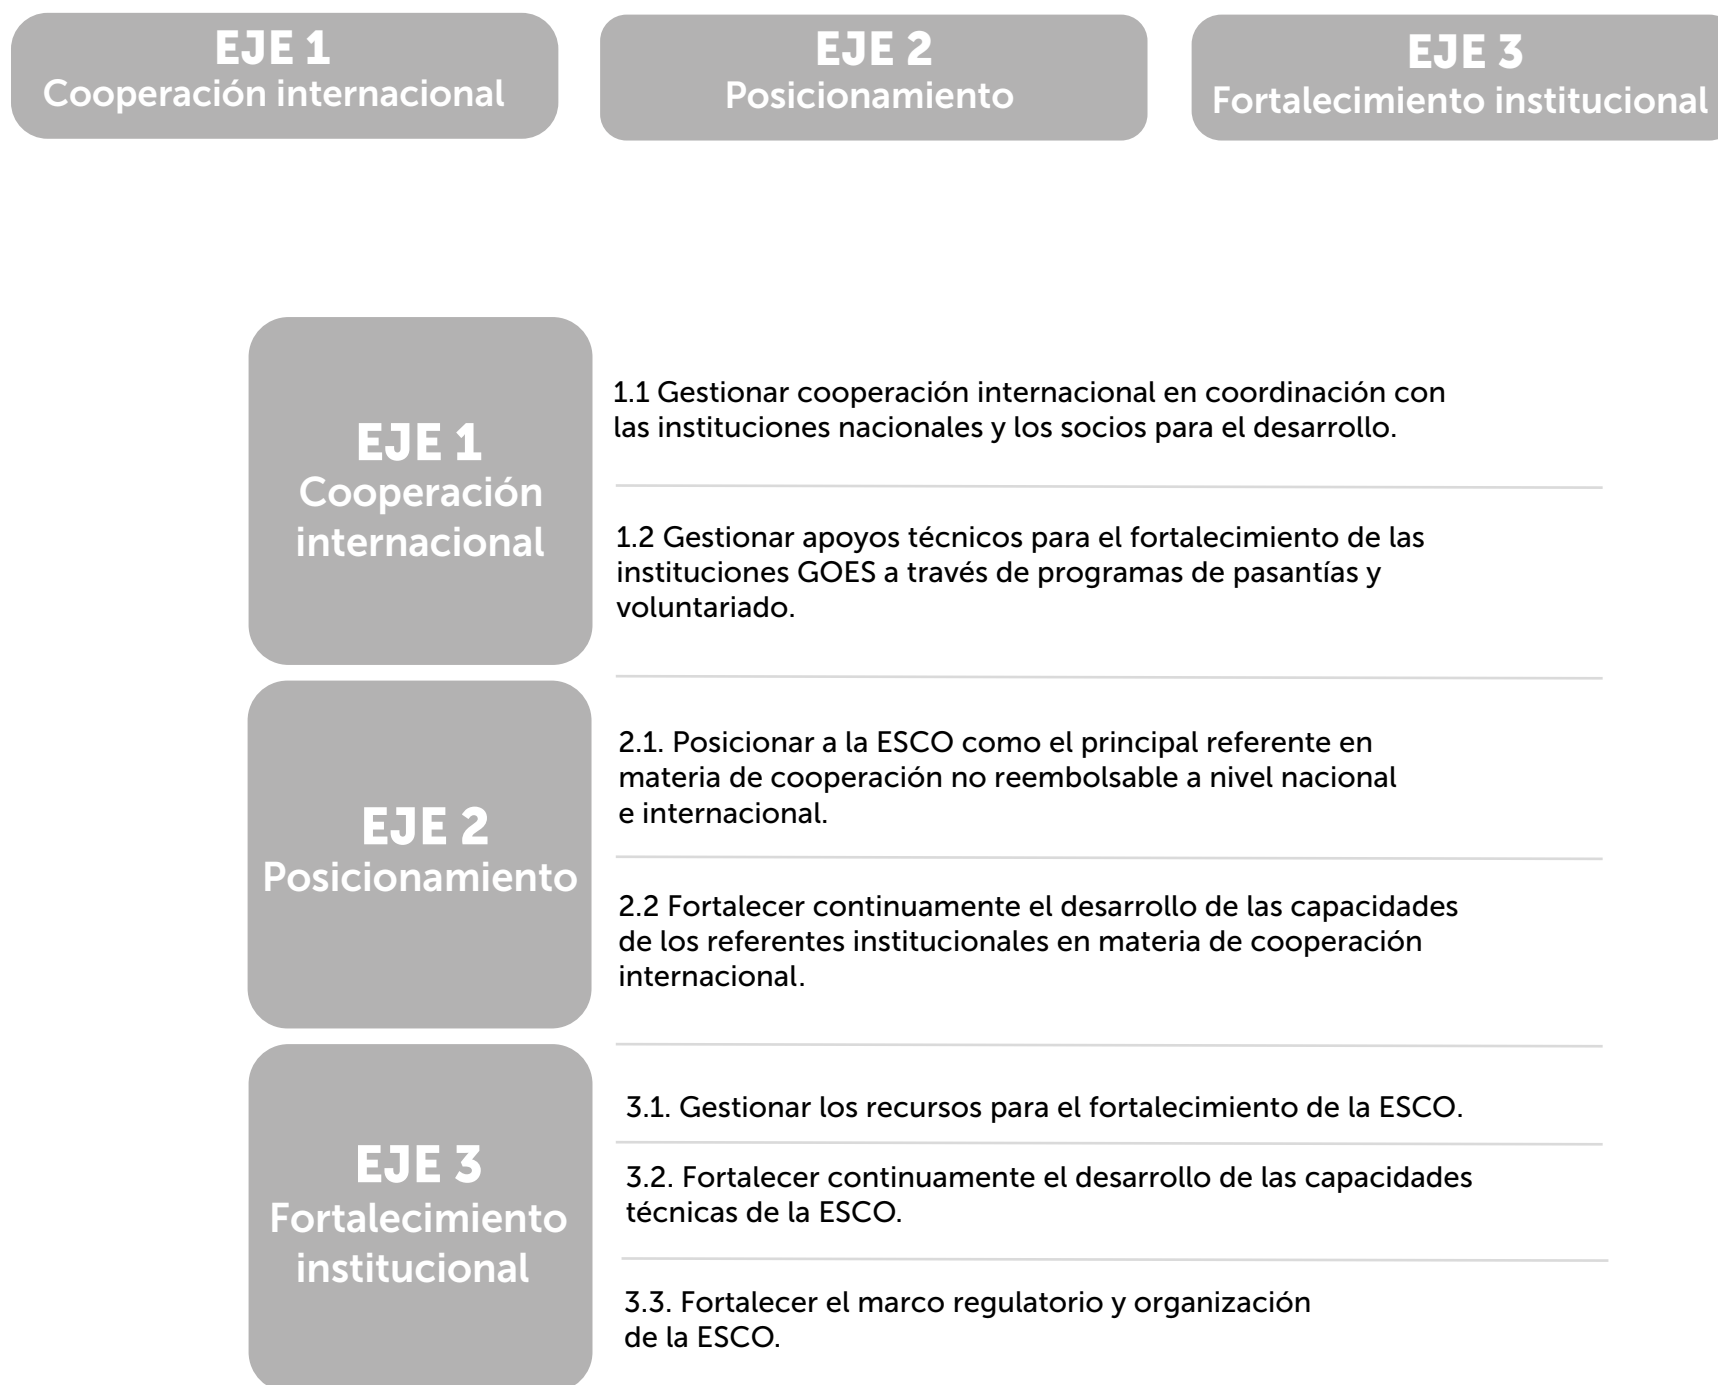 EJE 1
Cooperación internacional
EJE 2
Posicionamiento
EJE 3
Fortalecimiento institucional
EJE 1
Cooperación
internacional
1.1 Gestionar cooperación internacional en coordinación con
las instituciones nacionales y los socios para el desarrollo.
1.2 Gestionar apoyos técnicos para el fortalecimiento de las
instituciones GOES a través de programas de pasantías y
voluntariado.
EJE 2
Posicionamiento
2.1. Posicionar a la ESCO como el principal referente en
materia de cooperación no reembolsable a nivel nacional
e internacional.
2.2 Fortalecer continuamente el desarrollo de las capacidades
de los referentes institucionales en materia de cooperación
internacional.
EJE 3
Fortalecimiento
institucional
3.1. Gestionar los recursos para el fortalecimiento de la ESCO.
3.2. Fortalecer continuamente el desarrollo de las capacidades
técnicas de la ESCO.
3.3. Fortalecer el marco regulatorio y organización
de la ESCO.